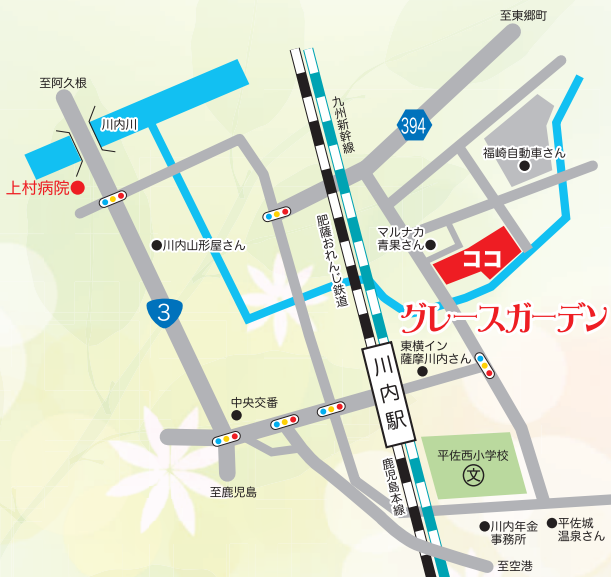 至東郷町
至阿久根
川内川
九州新幹線
394
福崎自動車さん
上村病院
川内山形屋さん
肥薩おれんじ鉄道
マルナカ
青果さん
ココ
3
グレースガーデン
東横イン
薩摩川内さん
川内駅
中央交番
平佐西小学校
文
至鹿児島
鹿児島本線
川内年金
事務所
平佐城
温泉さん
至空港